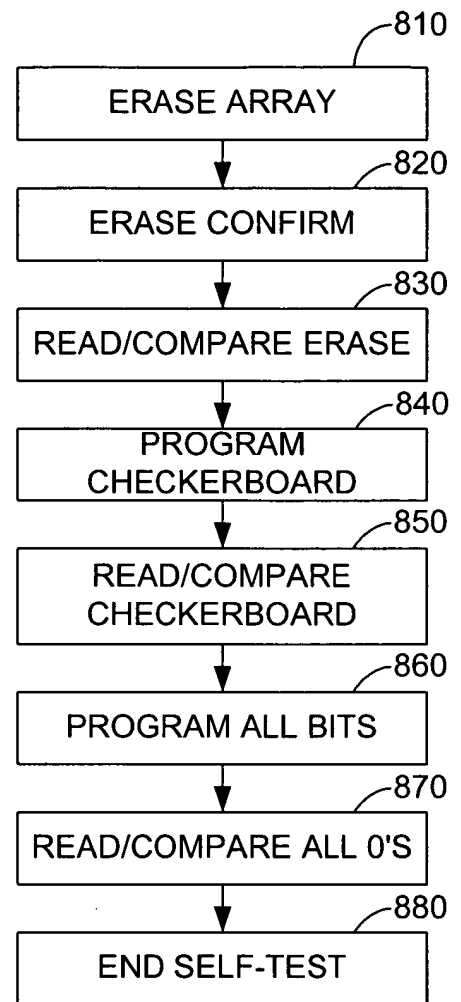 810
ERASE ARRAY
820
ERASE CONFIRM
830
READ/COMPARE ERASE
840
PROGRAM
CHECKERBOARD
850
READ/COMPARE
CHECKERBOARD
860
PROGRAM ALL BITS
870
READ/COMPARE ALL 0'S
880
END SELF-TEST